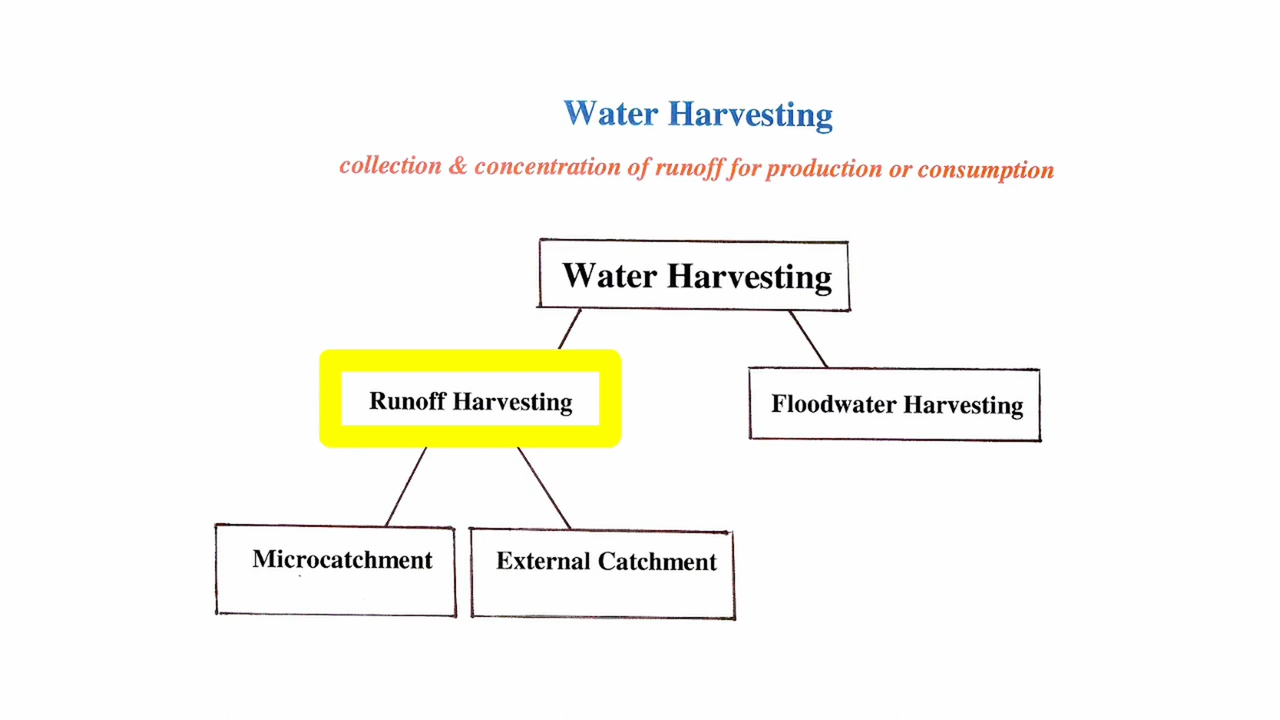 Water Harvesting
collection & concentration of runoff for production or consumption
Water Harvesting
Runoff Harvesting
Floodwater Harvesting
Microcatchment
External Catchment